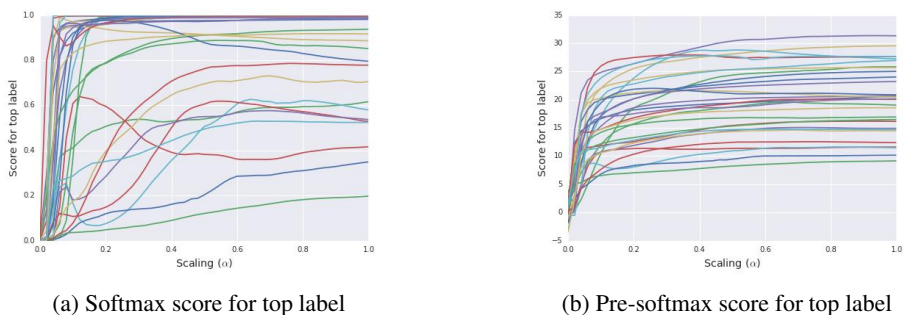 1.0
0.8
0.6
0.4
0.2
0.0
Score for top label
0.0 0.2 0.4 0.6 0.8 1.0
Scaling (α)
(a) Softmax score for top label
35
30
25
20
15
10
5
0
−5
Score for top label
0.0 0.2 0.4 0.6 0.8 1.0
Scaling (α)
(b) Pre-softmax score for top label